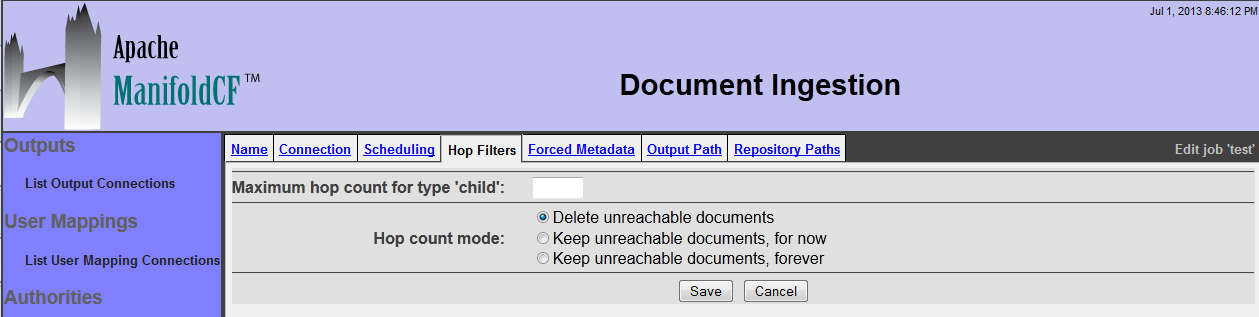 Jul 1, 2013 8:46:12 PM
Apache
ManifoldCF™
Document Ingestion
Outputs
List Output Connections
User Mappings
List User Mapping Connections
Authorities
Name Connection Scheduling Hop Filters Forced Metadata Output Path Repository Paths Edit job 'test'
Maximum hop count for type 'child':
Hop count mode:
Delete unreachable documents
Keep unreachable documents, for now
Keep unreachable documents, forever
Save Cancel